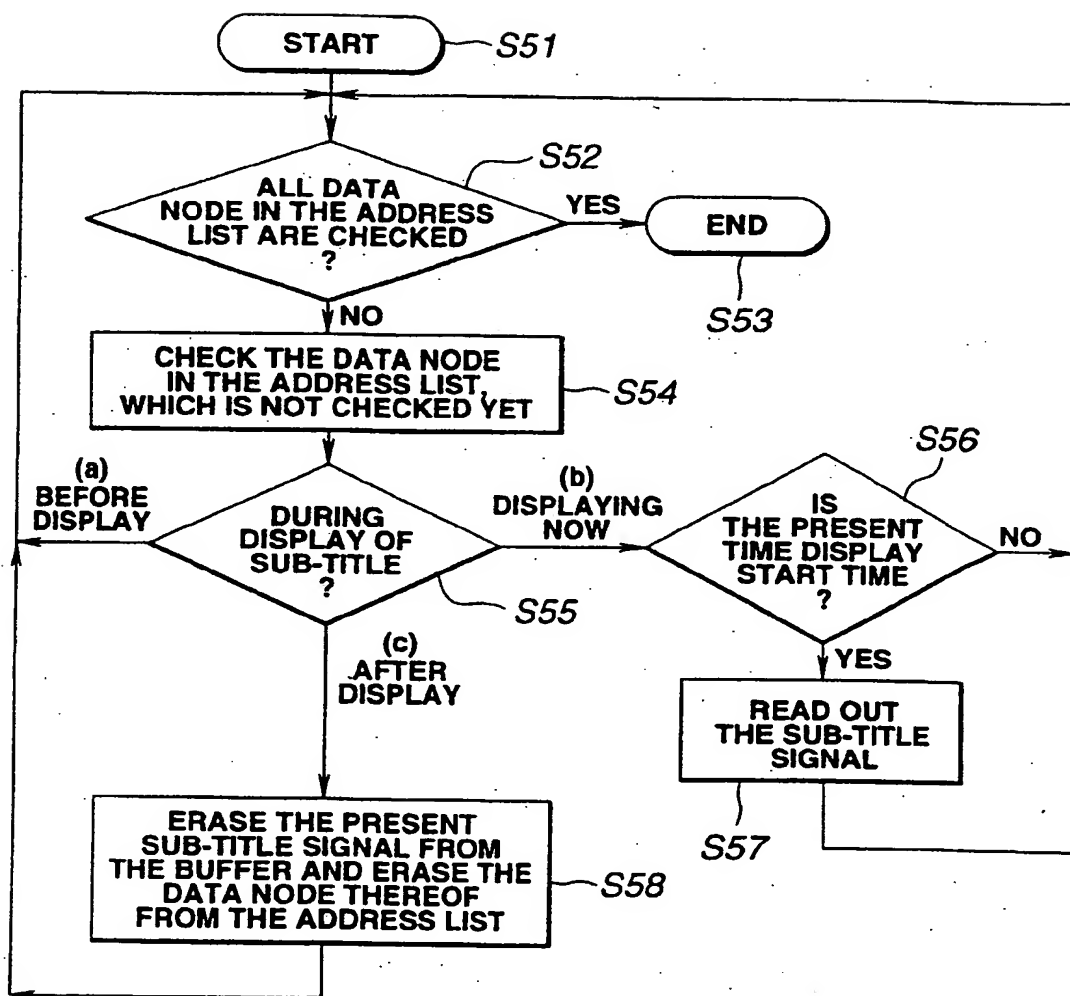 START
S51
S52
ALL DATA
NODE IN THE ADDRESS
LIST ARE CHECKED
?
YES
END
S53
NO
CHECK THE DATA NODE
IN THE ADDRESS LIST,
WHICH IS NOT CHECKED YET
S54
(a)
BEFORE
DISPLAY
DURING
DISPLAY OF
SUB-TITLE
?
S55
(b)
DISPLAYING
NOW
S56
IS
THE PRESENT
TIME DISPLAY
START TIME
?
NO
YES
READ OUT
THE SUB-TITLE
SIGNAL
S57
(c)
AFTER
DISPLAY
ERASE THE PRESENT
SUB-TITLE SIGNAL FROM
THE BUFFER AND ERASE THE
DATA NODE THEREOF
FROM THE ADDRESS LIST
S58